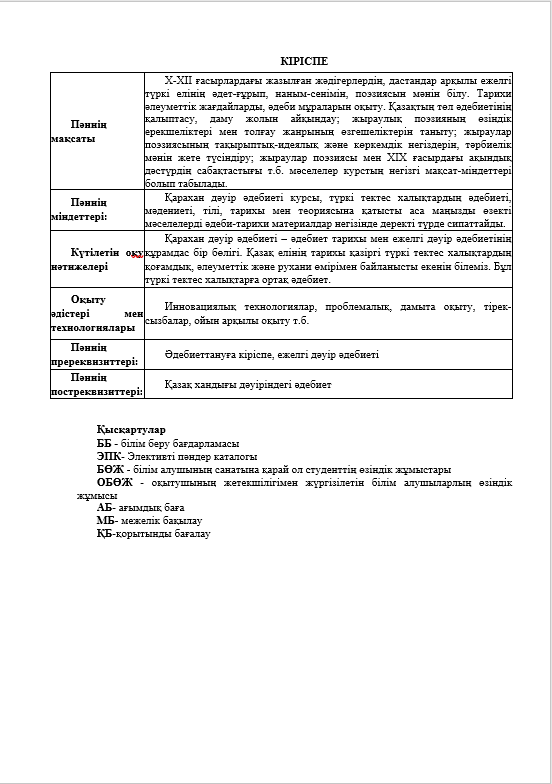 КІРІСПЕ
Пәннің
мақсаты
X-XII ғасырлардағы жазылған жәдігерлердің, дастандар арқылы ежелгі
түркі елінің әдет-ғұрып, наным-сенімін, поэзиясын мәнін білу. Тарихи
әлеуметтік жағдайларды, әдеби мұраларын оқыту. Қазақтың төл әдебиетінің
қалыптасу, даму жолын айқындау; жыраулық поэзияның өзіндік
ерекшеліктері мен толғау жанрының өзгешеліктерін таныту; жыраулар
поэзиясының тақырыптық-идеялық және көркемдік негіздерін, тәрбиелік
мәнін жете түсіндіру; жыраулар поэзиясы мен XIX ғасырдағы ақындық
дәстүрдің сабақтастығы т.б. мәселелер курстың негізгі мақсат-міндеттері
болып табылады.
Пәннің
міндеттері:
Қарахан дәуір әдебиеті курсы, түркі тектес халықтардың әдебиеті,
мәдениеті, тілі, тарихы мен теориясына қатысты аса маңызды өзекті
мәселелерді әдеби-тарихи материалдар негізінде деректі түрде сипаттайды.
Күтілетін оқу
нәтижелері
Қарахан дәуір әдебиеті – әдебиет тарихы мен ежелгі дәуір әдебиетінің
құрамдас бір бөлігі. Қазақ елінің тарихы қазіргі түркі тектес халықтардың
қоғамдық, әлеуметтік және рухани өмірімен байланысты екенін білеміз. Бұл
түркі тектес халықтарға ортақ әдебиет.
Оқыту
әдістері мен
технологиялары
Инновациялық технологиялар, проблемалық, дамыта оқыту, тірек-
сызбалар, ойын арқылы оқыту т.б.
Пәннің
пререквизиттері:
Әдебиеттануға кіріспе, ежелгі дәуір әдебиеті
Пәннің
постреквизиттері:
Қазақ хандығы дәуіріндегі әдебиет
Қысқартулар
ББ - білім беру бағдарламасы
ЭПК- Элективті пәндер каталогы
БӨЖ - білім алушының санатына қарай ол студенттің өзіндік жұмыстары
ОБӨЖ - оқытушының жетекшілігімен жүргізілетін білім алушыларлың өзіндік
жұмысы
АБ- ағымдық баға
МБ- межелік бақылау
ҚБ-қорытынды бағалау